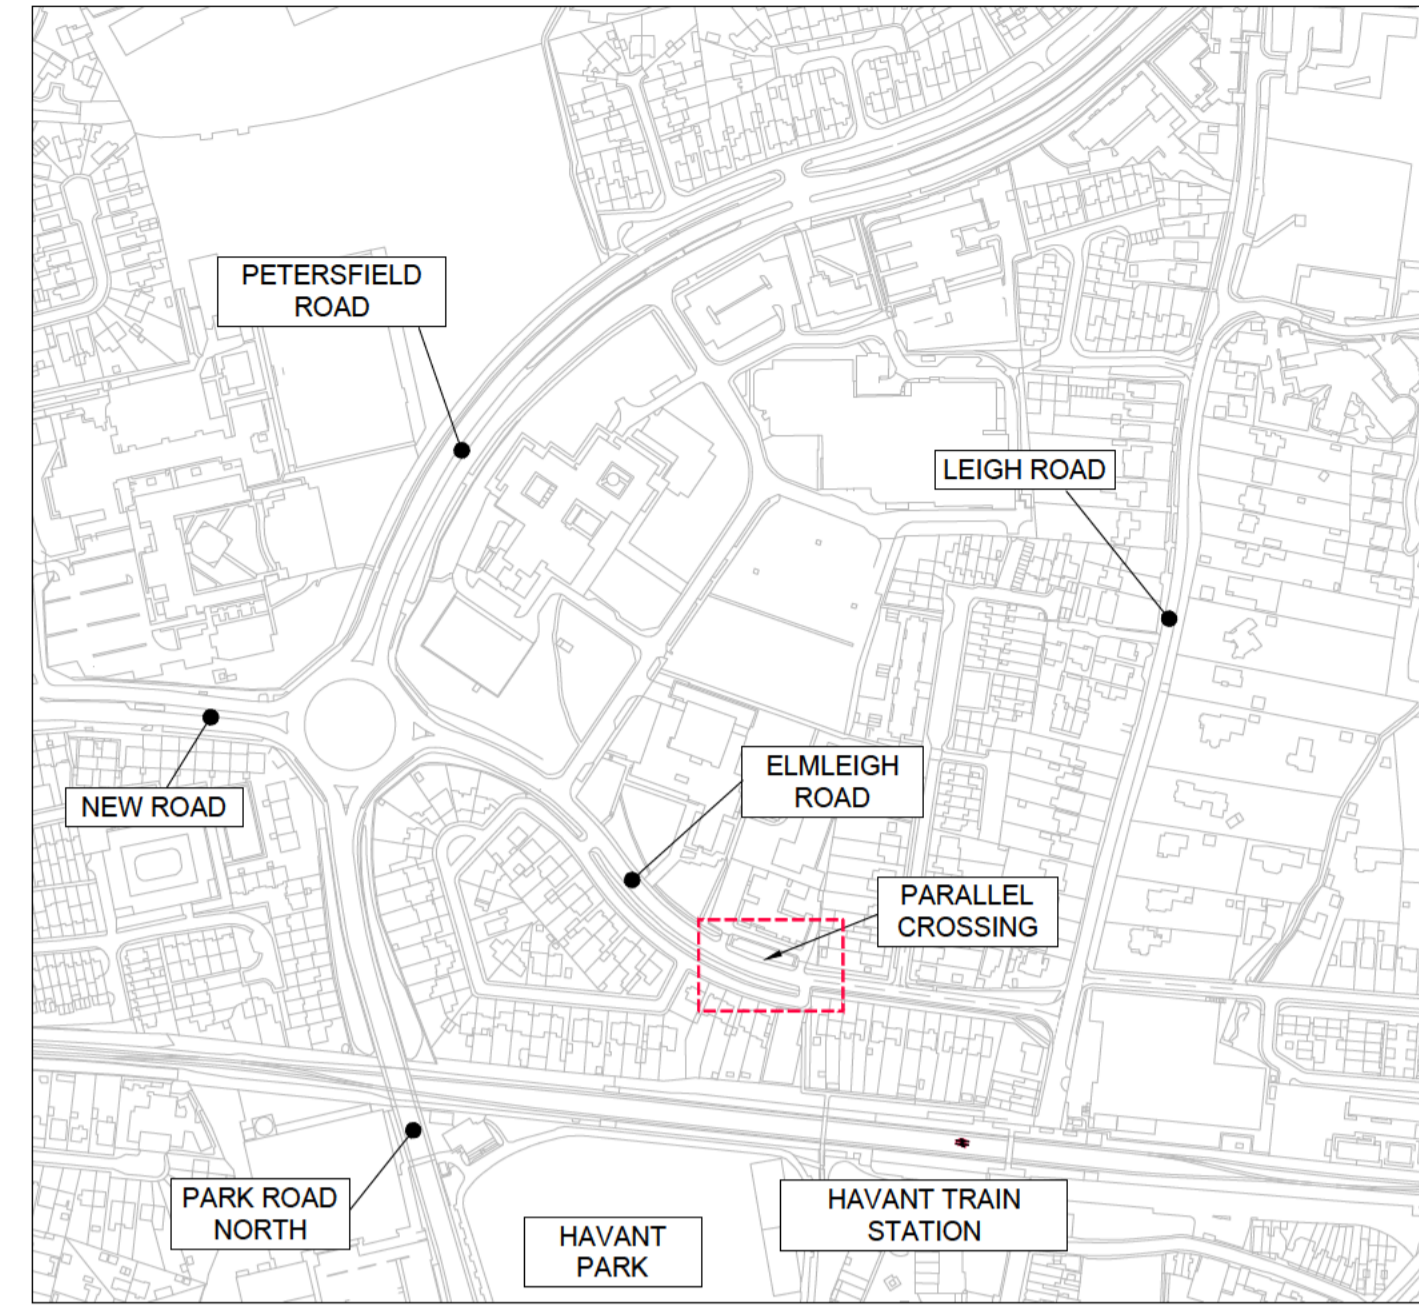 PETERSFIELD
ROAD
LEIGH ROAD
NEW ROAD
ELMLEIGH
ROAD
PARALLEL
CROSSING
PARK ROAD
NORTH
HAVANT
PARK
HAVANT TRAIN
STATION